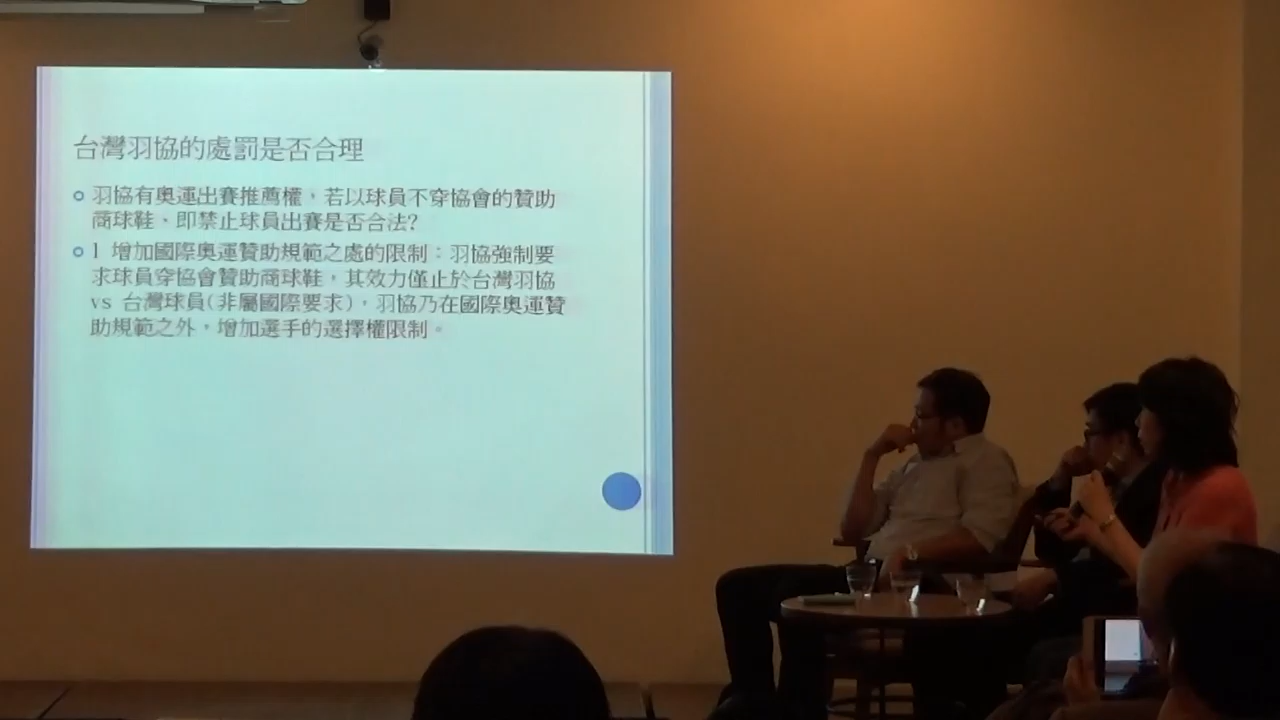 台灣羽協的處罰是否合理
羽協有奧運出賽推薦權，若以球員不穿協會的贊助
商球鞋、即禁止球員出賽是否合法?
1 增加國際奧運贊助規範之處的限制：羽協強制要
求球員穿協會贊助商球鞋，其效力僅止於台灣羽協
vs 台灣球員(非屬國際要求)，羽協乃在國際奧運贊
助規範之外，增加選手的選擇權限制。